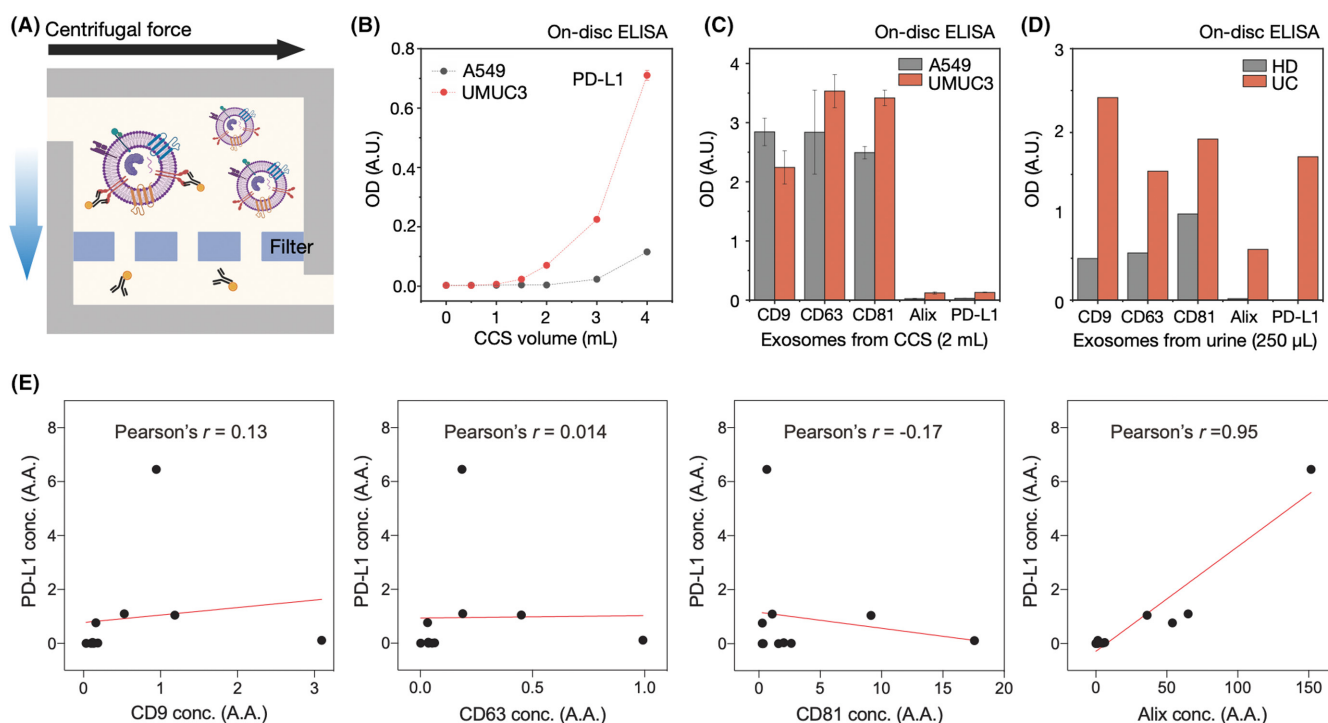 (A)
Centrifugal force
Filter
(B)
On-disc ELISA
A549
UMUC3
PD-L1
OD (A.U.)
0.8
0.6
0.4
0.2
0.0
0 1 2 3 4
CCS volume (mL)
(C)
On-disc ELISA
A549
UMUC3
OD (A.U.)
4
3
2
1
0
CD9 CD63 CD81 Alix PD-L1
Exosomes from CCS (2 mL)
(D)
On-disc ELISA
HD
UC
OD (A.U.)
3
2
1
0
CD9 CD63 CD81 Alix PD-L1
Exosomes from urine (250 µL)
(E)
Pearson's r = 0.13
PD-L1 conc. (A.A.)
8
6
4
2
0
0 1 2 3
CD9 conc. (A.A.)
Pearson's r = 0.014
PD-L1 conc. (A.A.)
8
6
4
2
0
0.0 0.5 1.0
CD63 conc. (A.A.)
Pearson's r = -0.17
PD-L1 conc. (A.A.)
8
6
4
2
0
0 5 10 15 20
CD81 conc. (A.A.)
Pearson's r =0.95
PD-L1 conc. (A.A.)
8
6
4
2
0
0 50 100 150
Alix conc. (A.A.)